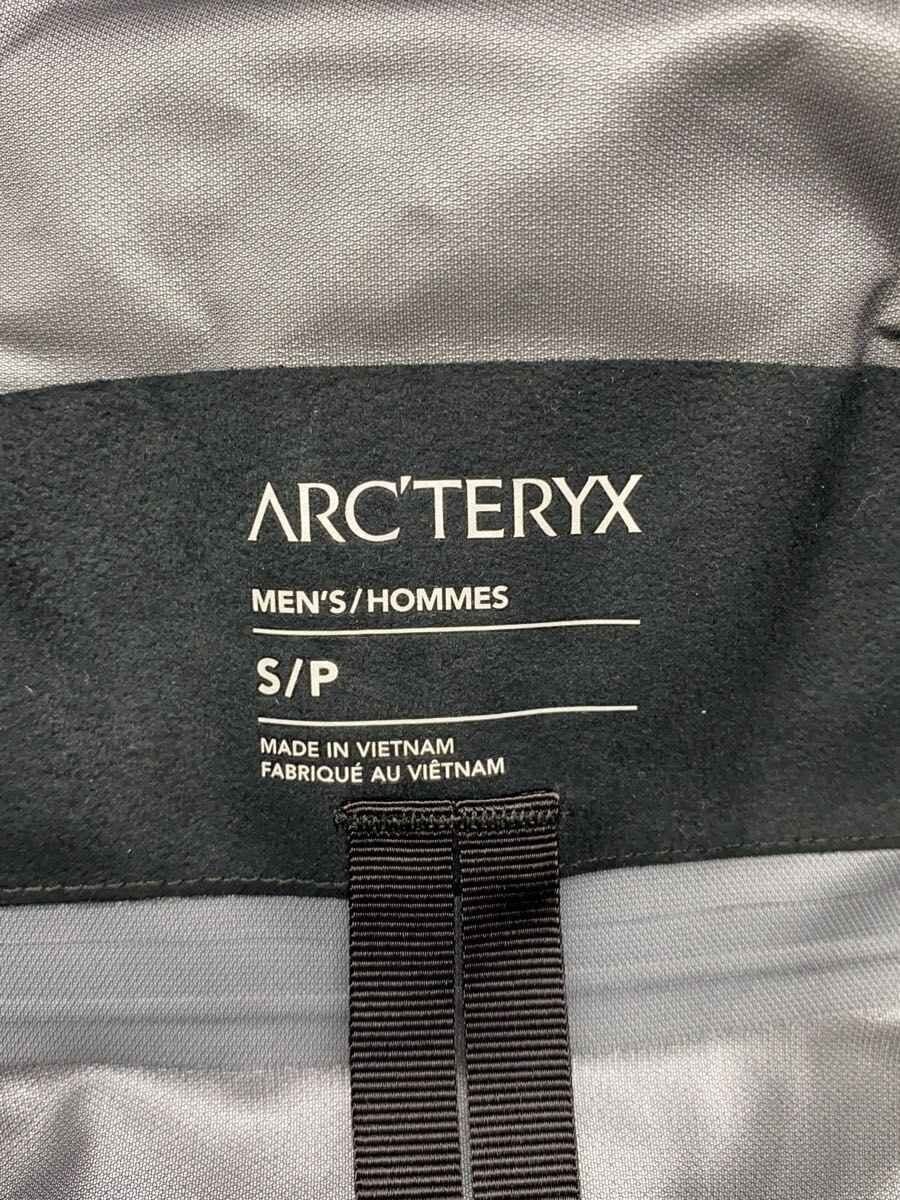 ARC'TERYX
MEN'S/HOMMES
S/P
MADE IN VIETNAM
FABRIQUÉ AU VIÊTNAM